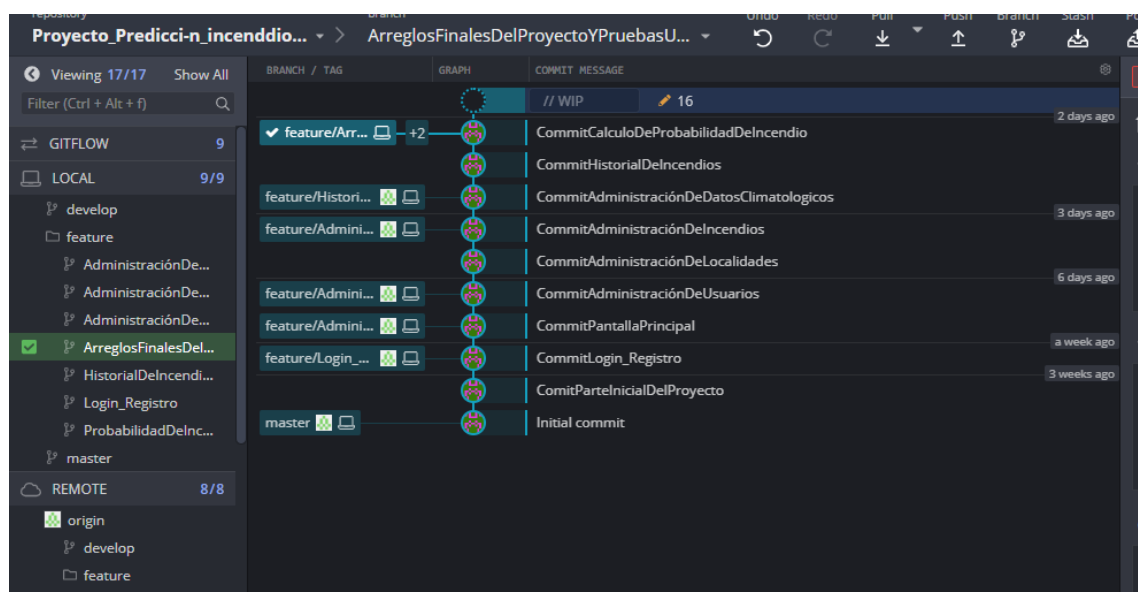 repository branch Undo Redo Pull Push Branch Stash
Proyecto_Predicci-n_incenddio... ArreglosFinalesDelProyectoYPruebasU...
Viewing 17/17 Show All
Filter (Ctrl + Alt + f)
GITFLOW 9
LOCAL 9/9
develop
feature
AdministraciónDe...
AdministraciónDe...
AdministraciónDe...
ArreglosFinalesDel...
HistorialDeIncendi...
Login_Registro
ProbabilidadDeInc...
master
REMOTE 8/8
origin
develop
feature
BRANCH / TAG GRAPH COMMIT MESSAGE
// WIP 16
2 days ago
feature/Arr... +2 CommitCalculoDeProbabilidadDeIncendio
CommitHistorialDeIncendios
feature/Histori... CommitAdministraciónDeDatosClimatologicos
3 days ago
feature/Admini... CommitAdministraciónDeIncendios
CommitAdministraciónDeLocalidades
6 days ago
feature/Admini... CommitAdministraciónDeUsuarios
feature/Admini... CommitPantallaPrincipal
a week ago
feature/Login_... CommitLogin_Registro
3 weeks ago
ComitParteInicialDelProyecto
master Initial commit